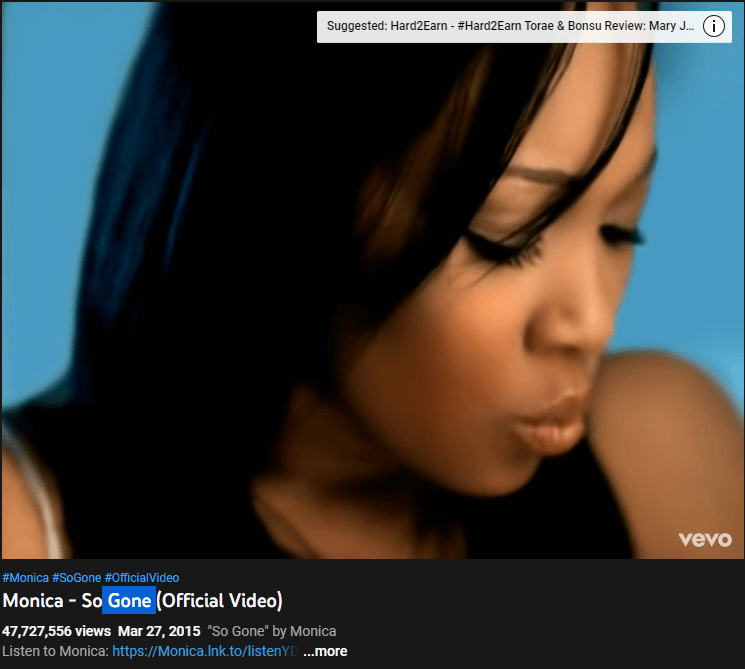 Suggested: Hard2Earn - #Hard2Earn Torae & Bonsu Review: Mary J...
vevo
#Monica #SoGone #OfficialVideo
Monica - So Gone (Official Video)
47,727,556 views Mar 27, 2015 "So Gone" by Monica
Listen to Monica: https://Monica.lnk.to/listenYD ...more